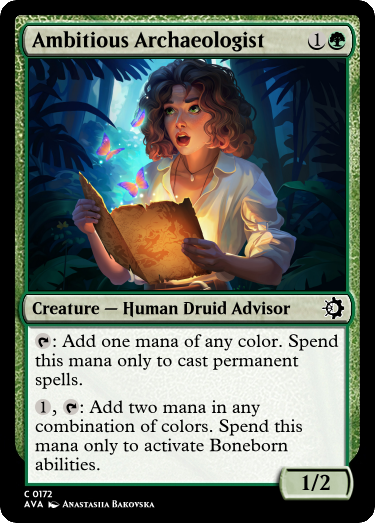 Ambitious Archaeologist 1
Creature — Human Druid Advisor
: Add one mana of any color. Spend
this mana only to cast permanent
spells.
1, : Add two mana in any
combination of colors. Spend this
mana only to activate Boneborn
abilities.
1/2
C 0172
AVA Anastasiia Bakovska